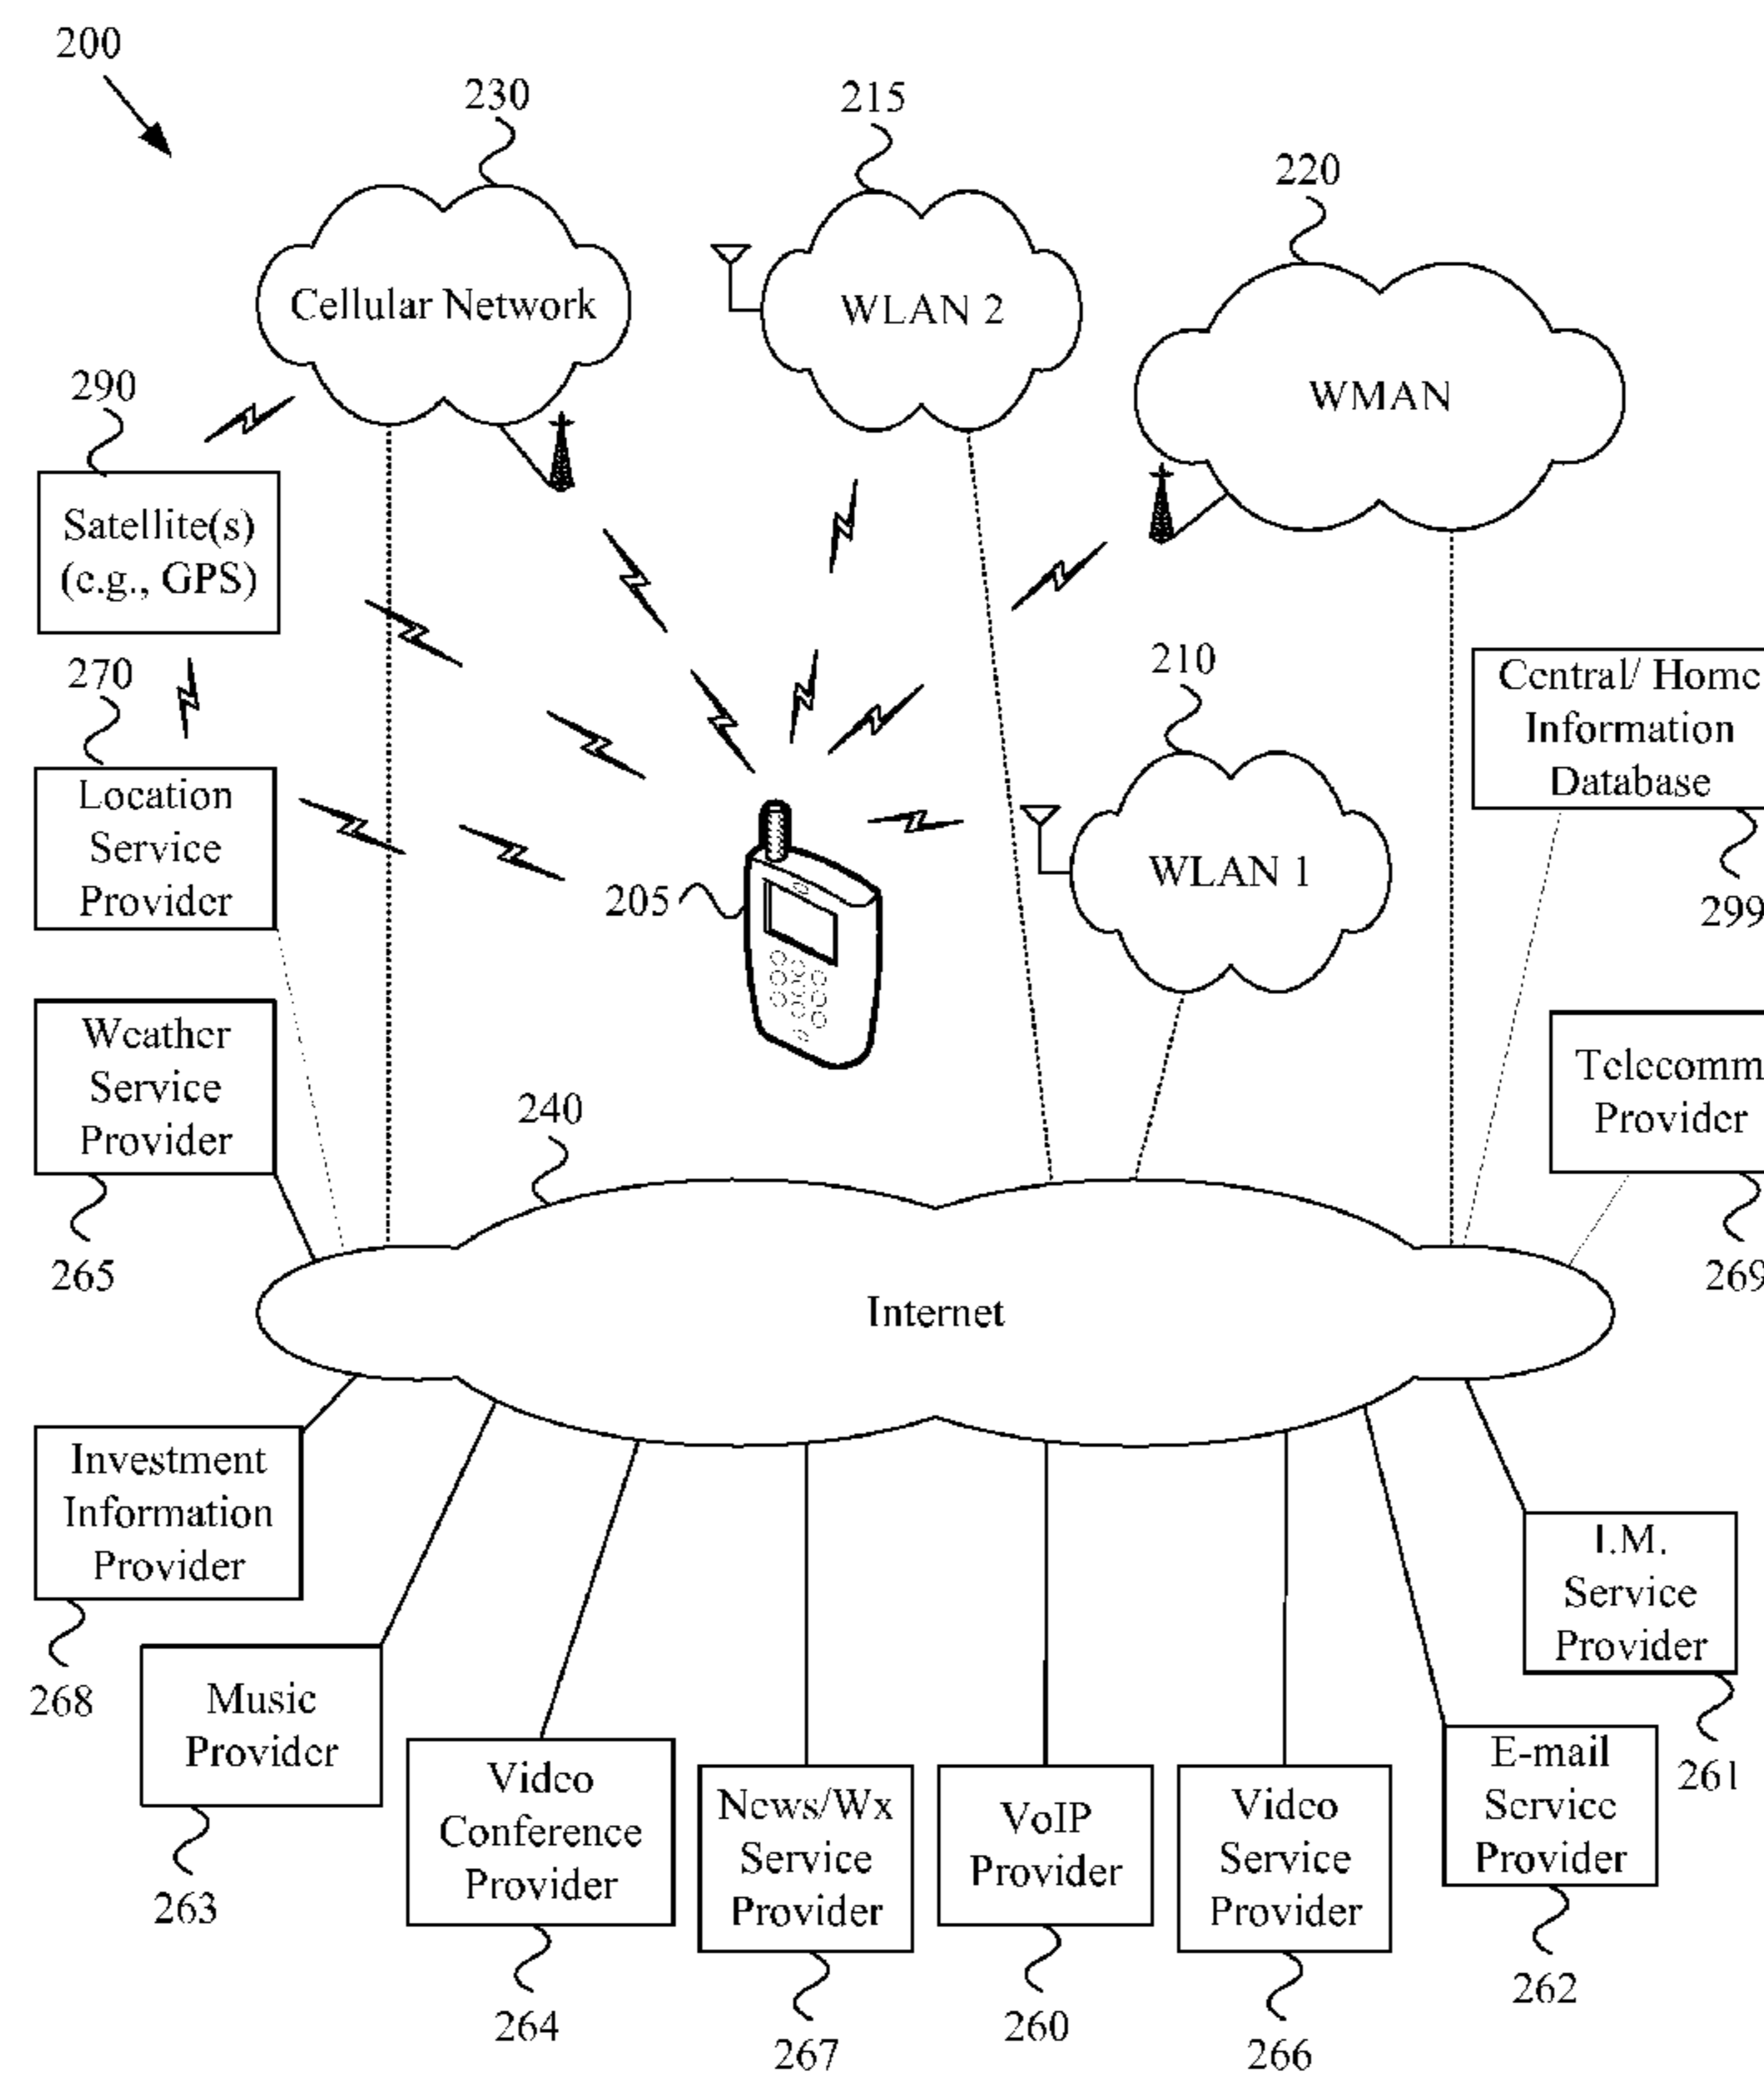 200
230
215
220
Cellular Network
WLAN 2
WMAN
290
Satellite(s)
(e.g., GPS)
270
210
Central/ Home
Information
Database
299
Location
Service
Provider
205
WLAN 1
Weather
Service
Provider
265
240
Telecomm
Provider
269
Internet
Investment
Information
Provider
268
Music
Provider
263
Video
Conference
Provider
264
News/Wx
Service
Provider
267
VoIP
Provider
260
Video
Service
Provider
266
E-mail
Service
Provider
262
I.M.
Service
Provider
261